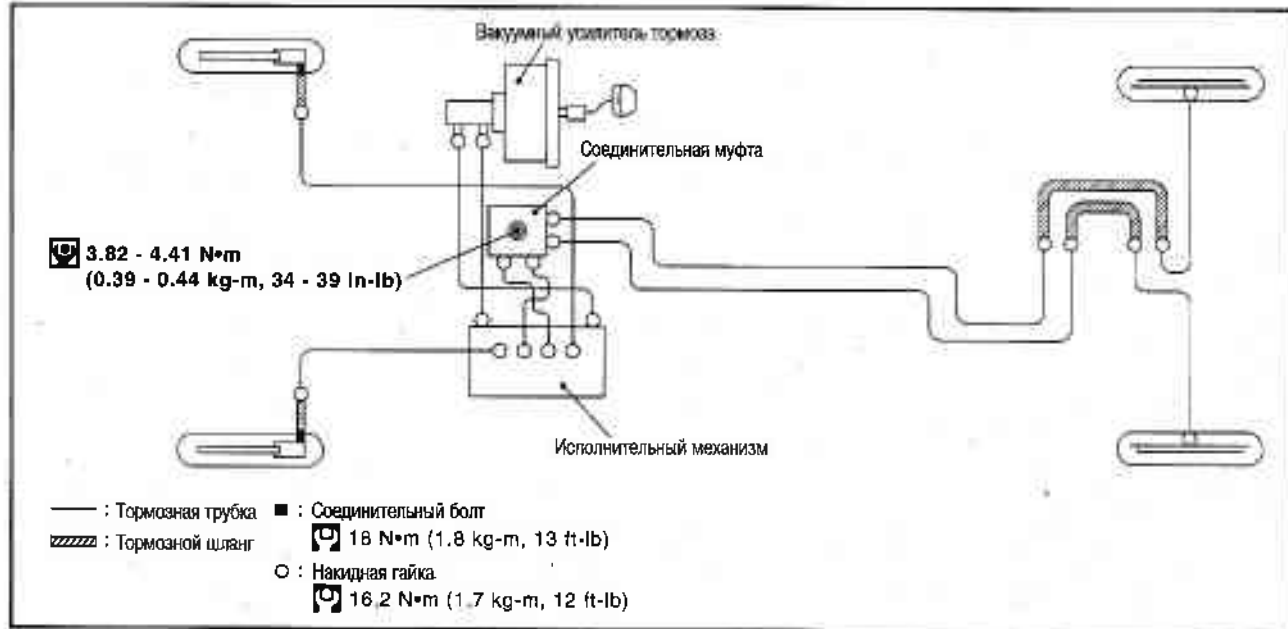 Вакуумный усилитель тормоза
Соединительная муфта
3.82 - 4.41 N•m
(0.39 - 0.44 kg-m, 34 - 39 in-lb)
Исполнительный механизм
: Тормозная трубка
: Соединительный болт
: Тормозной шланг
18 N•m (1.8 kg-m, 13 ft-lb)
: Накидная гайка
16.2 N•m (1.7 kg-m, 12 ft-lb)